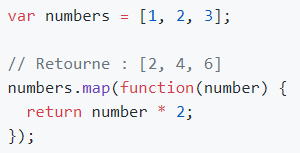 var numbers = [1, 2, 3];
// Retourne : [2, 4, 6]
numbers.map(function(number) {
  return number * 2;
});